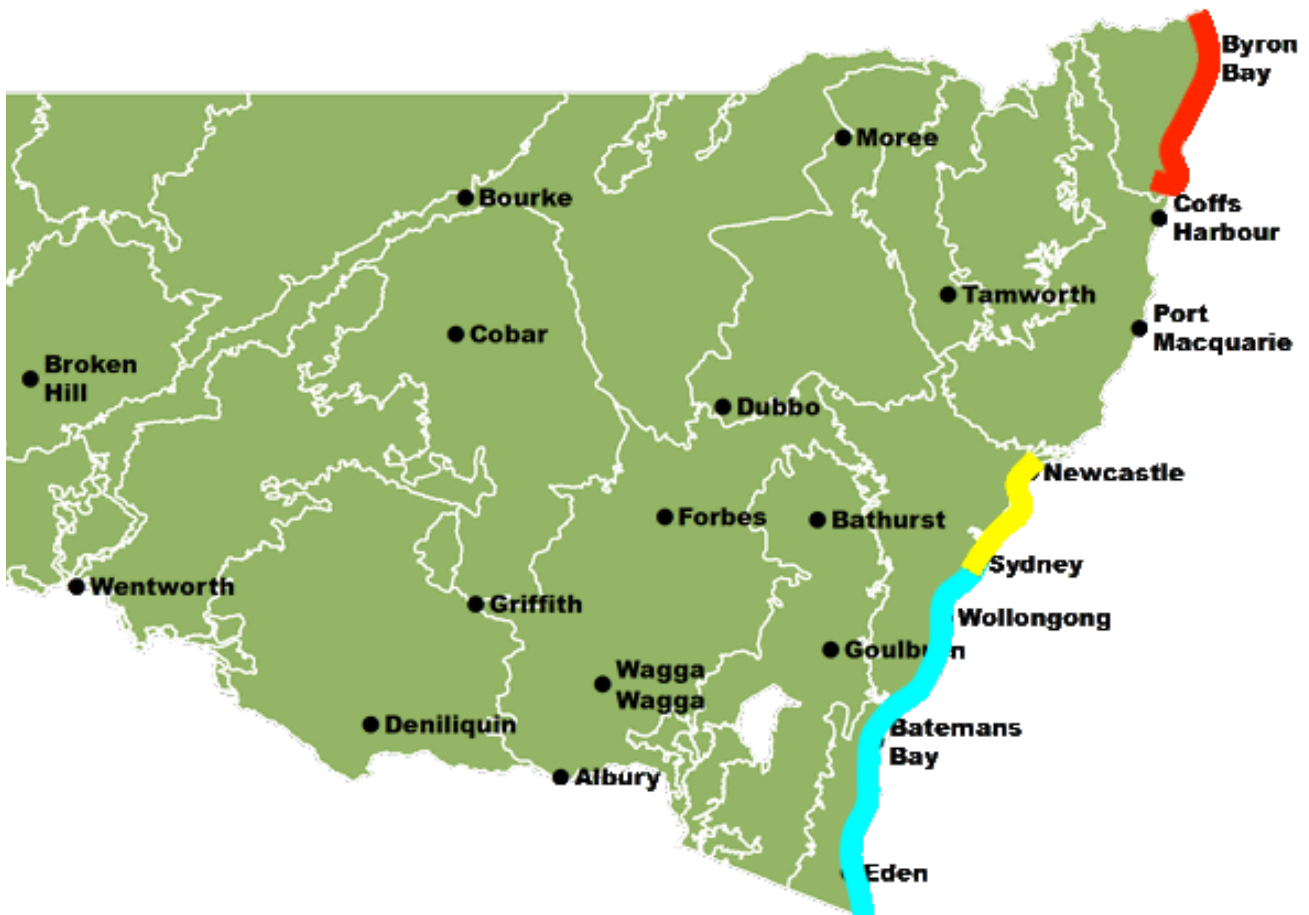 Byron
Bay
Moree
Bourke
Coffs
Harbour
Tamworth
Port
Macquarie
Cobar
Broken
Hill
Dubbo
Newcastle
Forbes
Bathurst
Sydney
Wentworth
Griffith
Wollongong
Goulburn
Wagga
Wagga
Deniliquin
Batemans
Bay
Albury
Eden